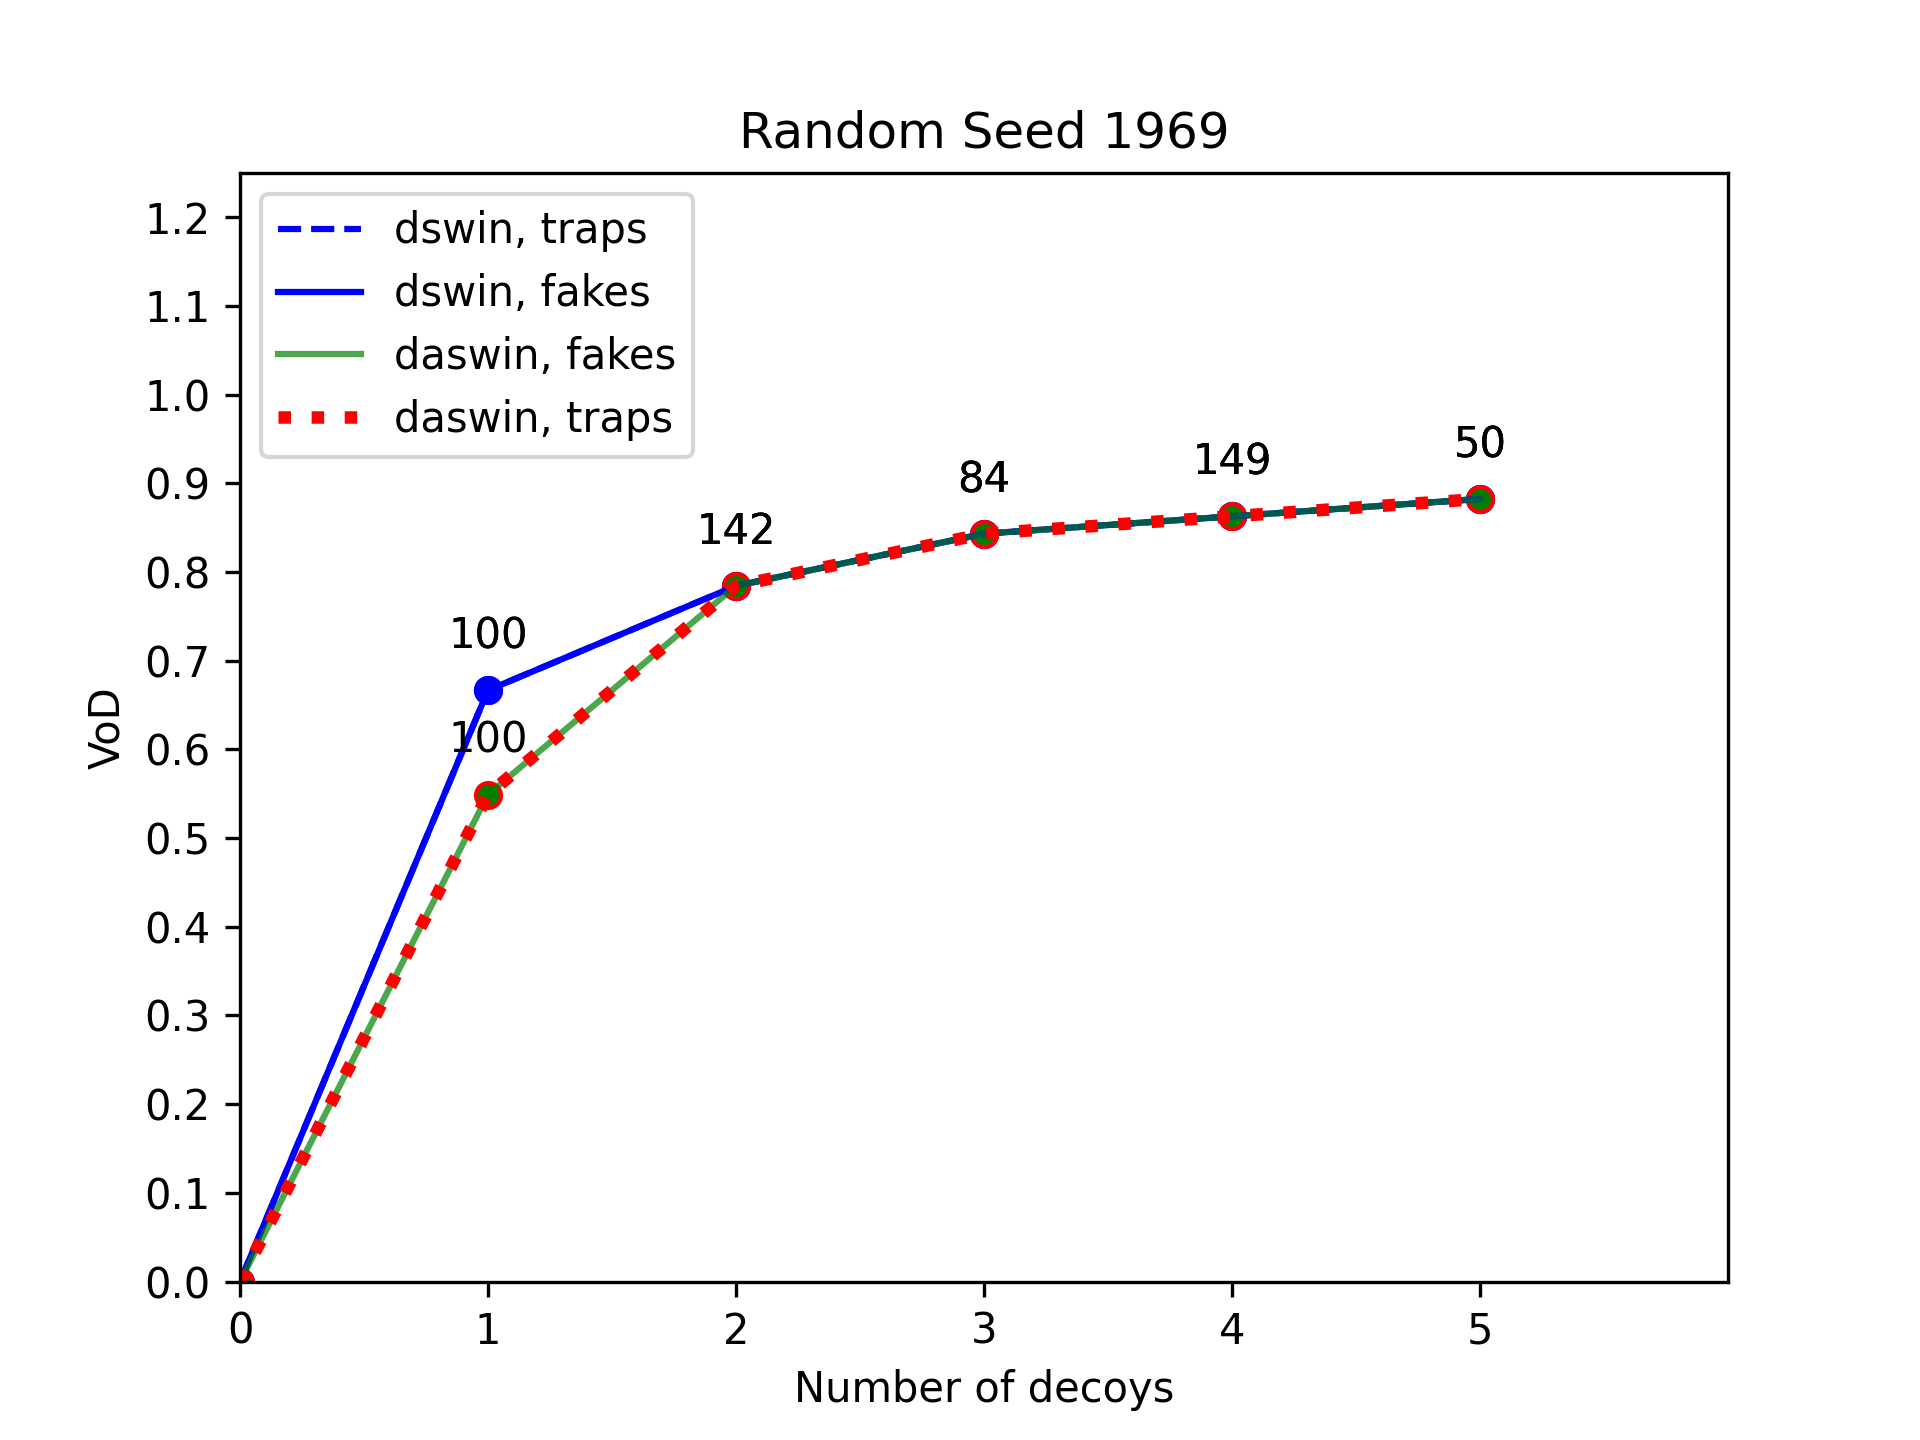 Random Seed 1969
dswin, traps
dswin, fakes
daswin, fakes
daswin, traps
1.2
1.1
1.0
0.9
0.8
0.7
0.6
0.5
0.4
0.3
0.2
0.1
0.0
VoD
100
100
142
84
149
50
0 1 2 3 4 5
Number of decoys